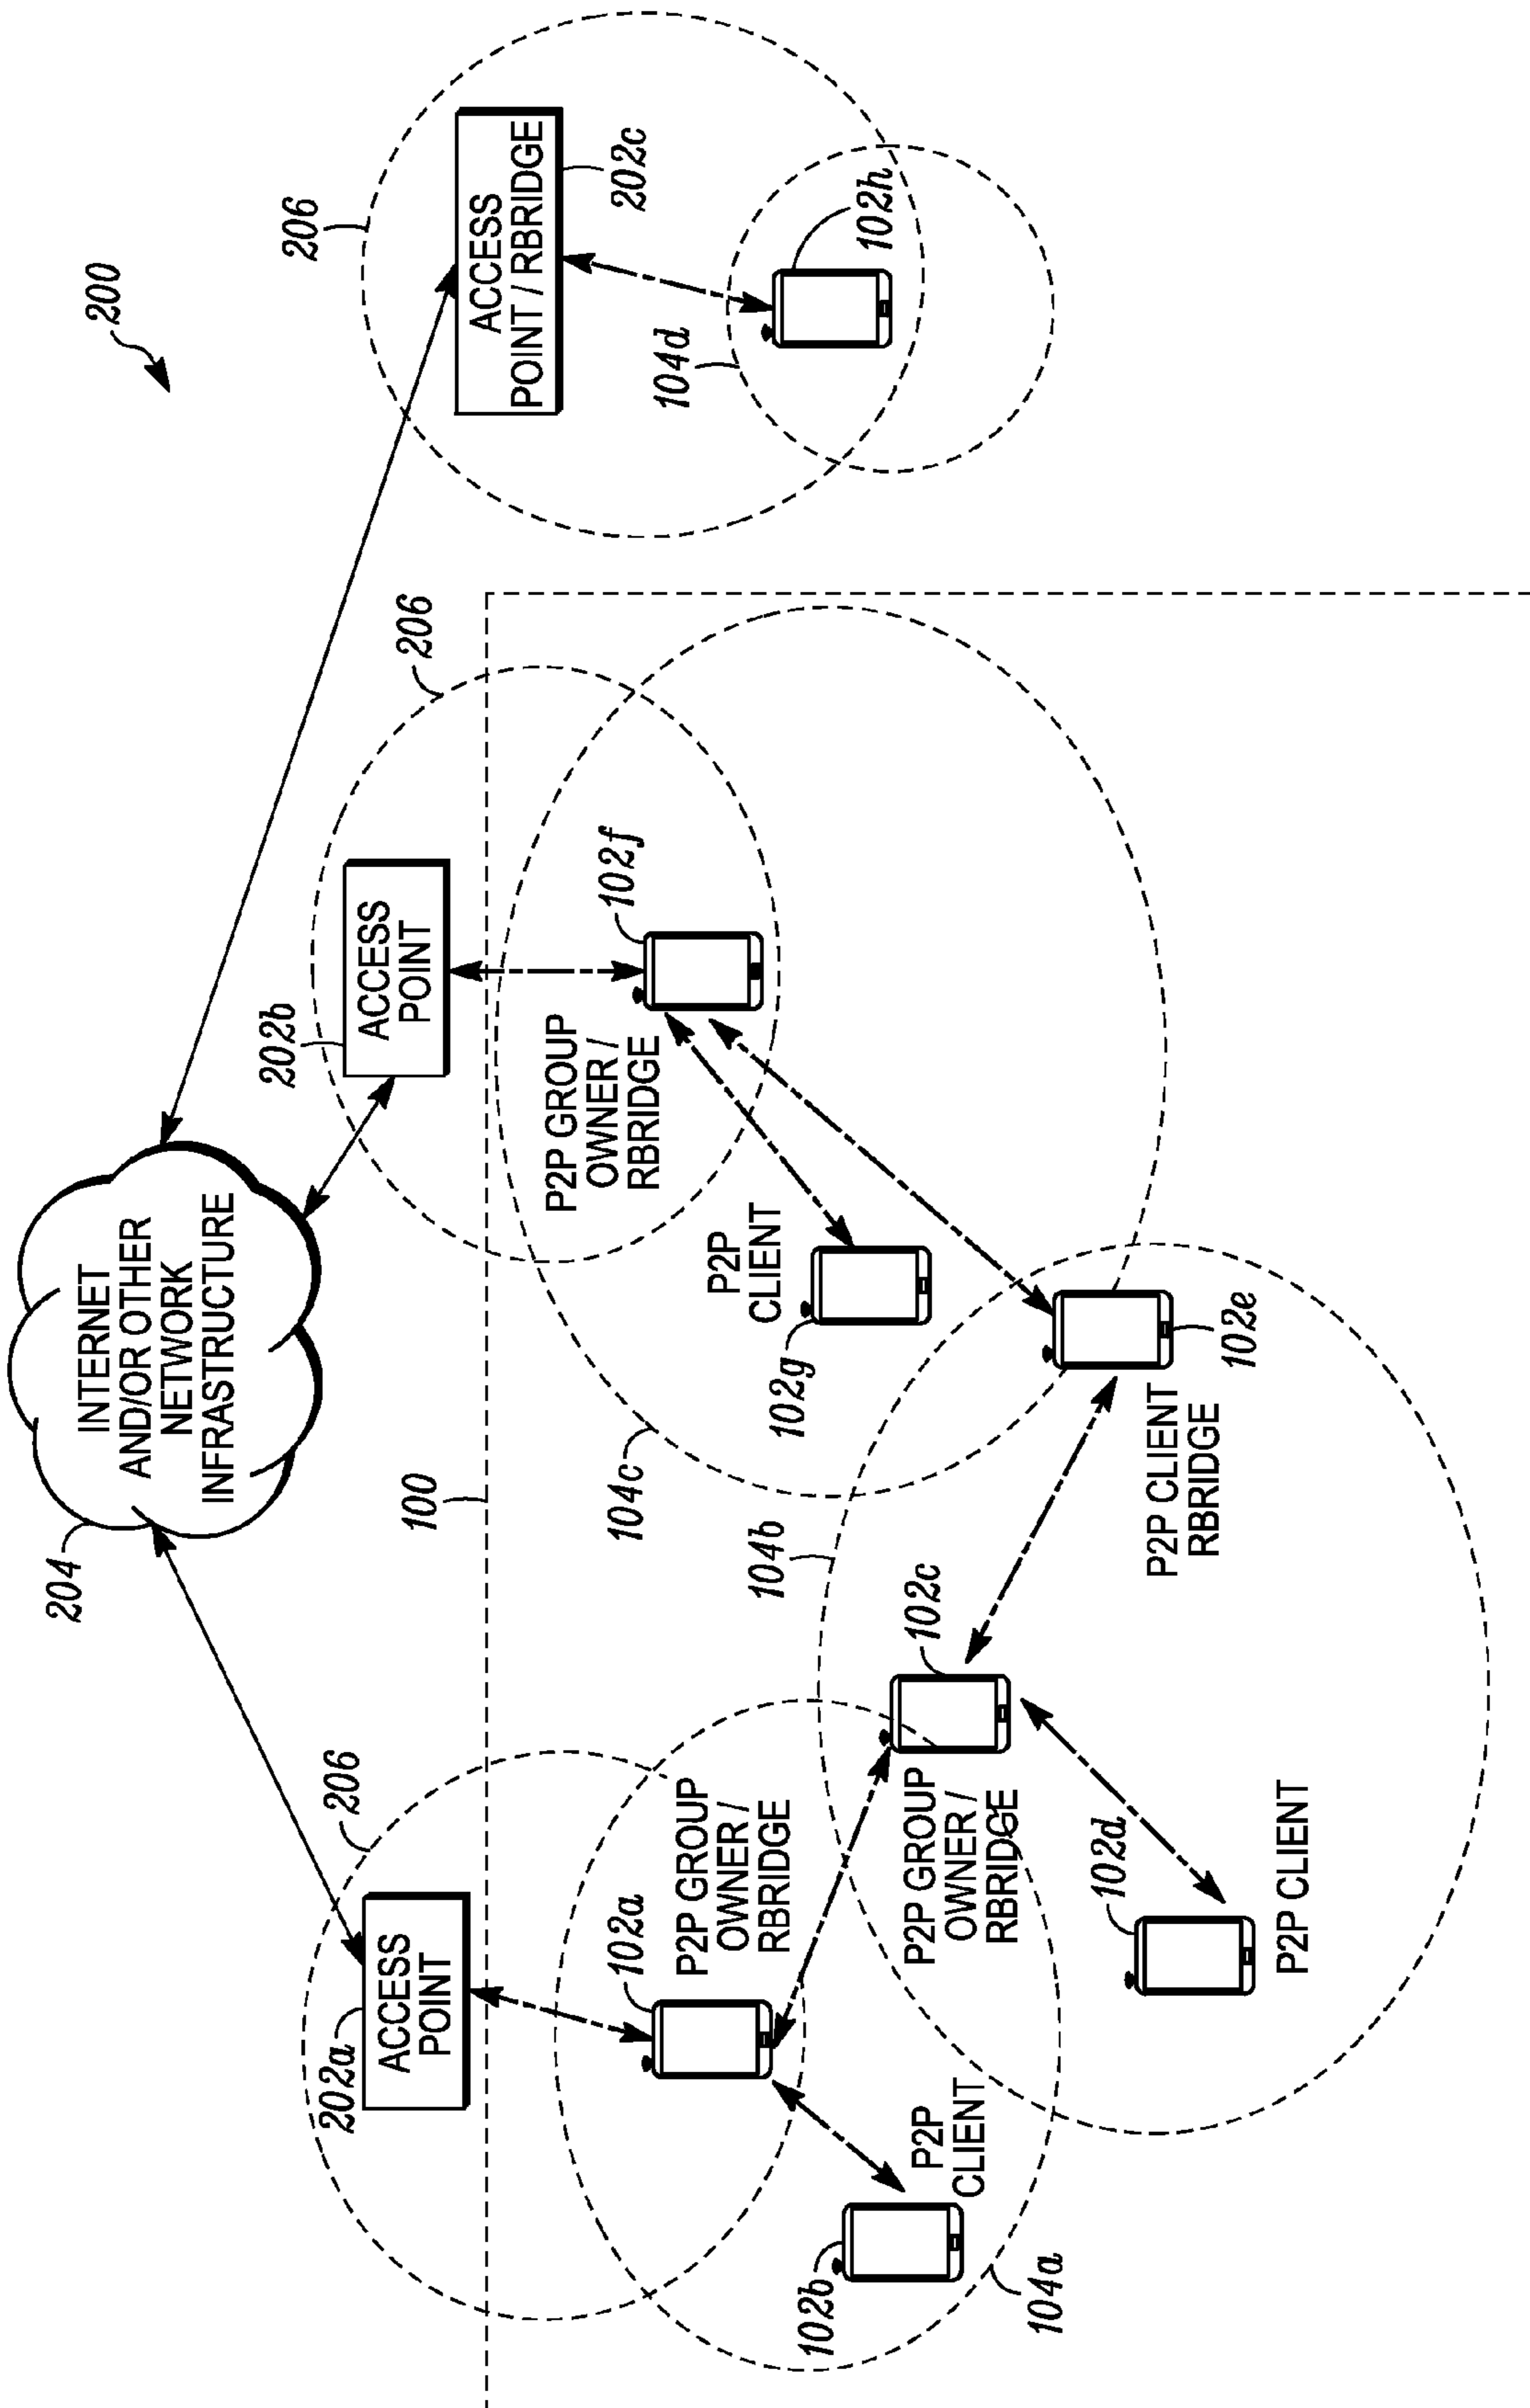 200
204
INTERNET
AND/OR OTHER
NETWORK
INFRASTRUCTURE
206
202a
ACCESS
POINT
202b
ACCESS
POINT
206
206
ACCESS
POINT / RBRIDGE
202c
100
102a
P2P GROUP
OWNER /
RBRIDGE
102b
P2P
CLIENT
104a
102c
P2P GROUP
OWNER /
RBRIDGE
104b
102d
P2P CLIENT
102e
P2P CLIENT
RBRIDGE
104c
102f
P2P GROUP
OWNER /
RBRIDGE
102g
P2P
CLIENT
104d
102h